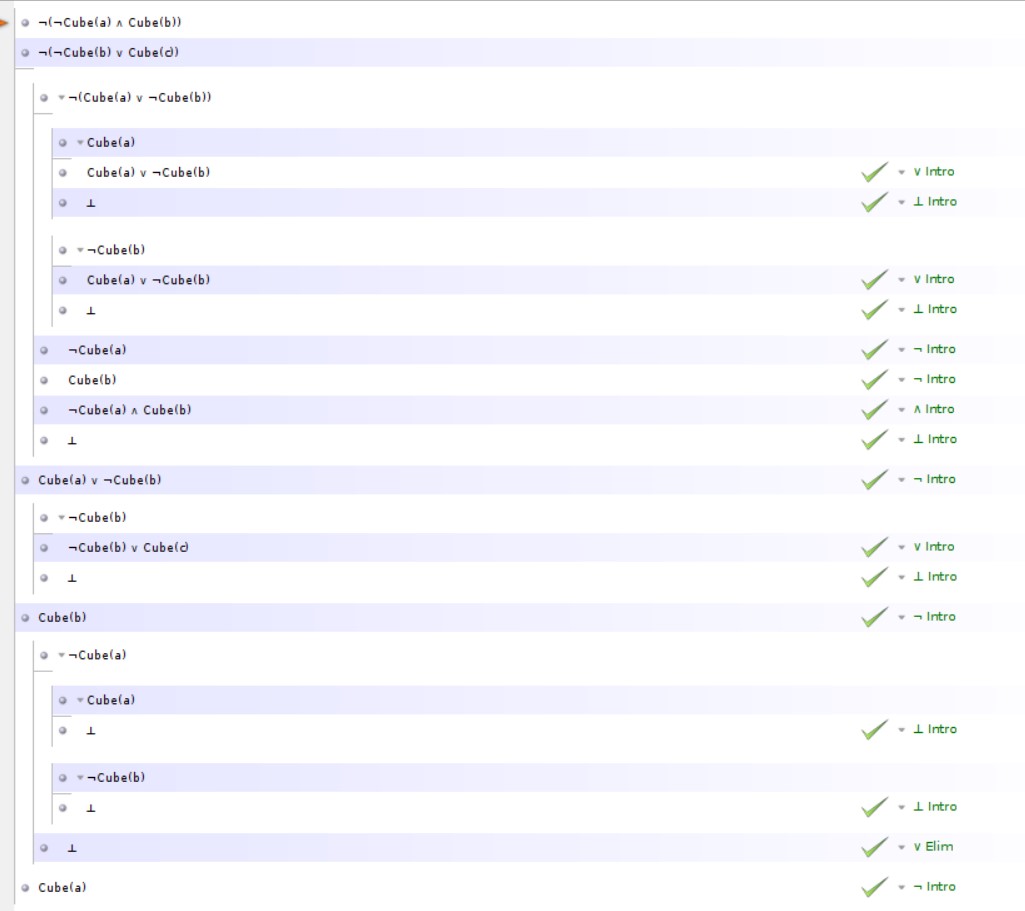 ¬(¬Cube(a) ∧ Cube(b))
¬(¬Cube(b) ∨ Cube(c))
¬(Cube(a) ∨ ¬Cube(b))
Cube(a)
Cube(a) ∨ ¬Cube(b) ∨ Intro
⊥ ⊥ Intro
¬Cube(b)
Cube(a) ∨ ¬Cube(b) ∨ Intro
⊥ ⊥ Intro
¬Cube(a) ¬ Intro
Cube(b) ¬ Intro
¬Cube(a) ∧ Cube(b) ∧ Intro
⊥ ⊥ Intro
Cube(a) ∨ ¬Cube(b) ¬ Intro
¬Cube(b)
¬Cube(b) ∨ Cube(c) ∨ Intro
⊥ ⊥ Intro
Cube(b) ¬ Intro
¬Cube(a)
Cube(a)
⊥ ⊥ Intro
¬Cube(b)
⊥ ⊥ Intro
⊥ ∨ Elim
Cube(a) ¬ Intro